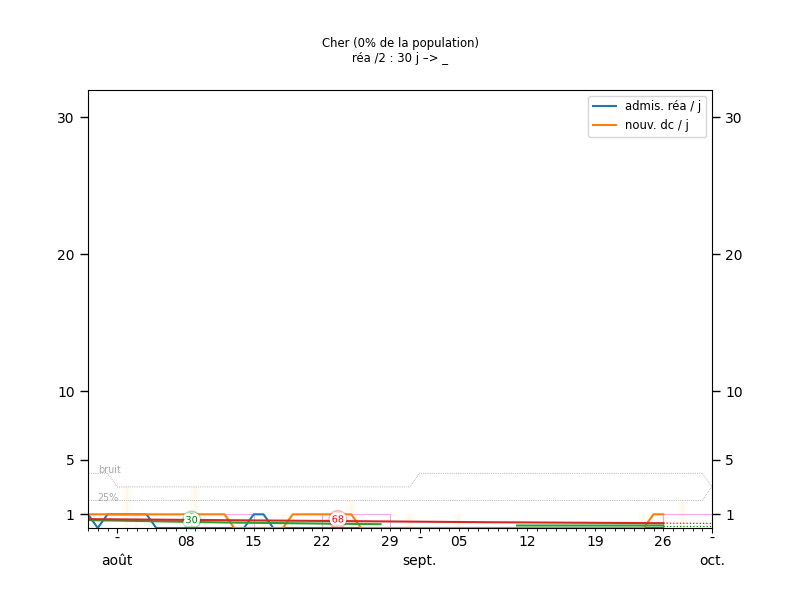 Cher (0% de la population)
réa /2 : 30 j –> _
admis. réa / j
nouv. dc / j
30
30
20
20
10
10
5
5
bruit
25%
1
1
30
68
- 08 15 22 29 - 05 12 19 26 -
août sept. oct.